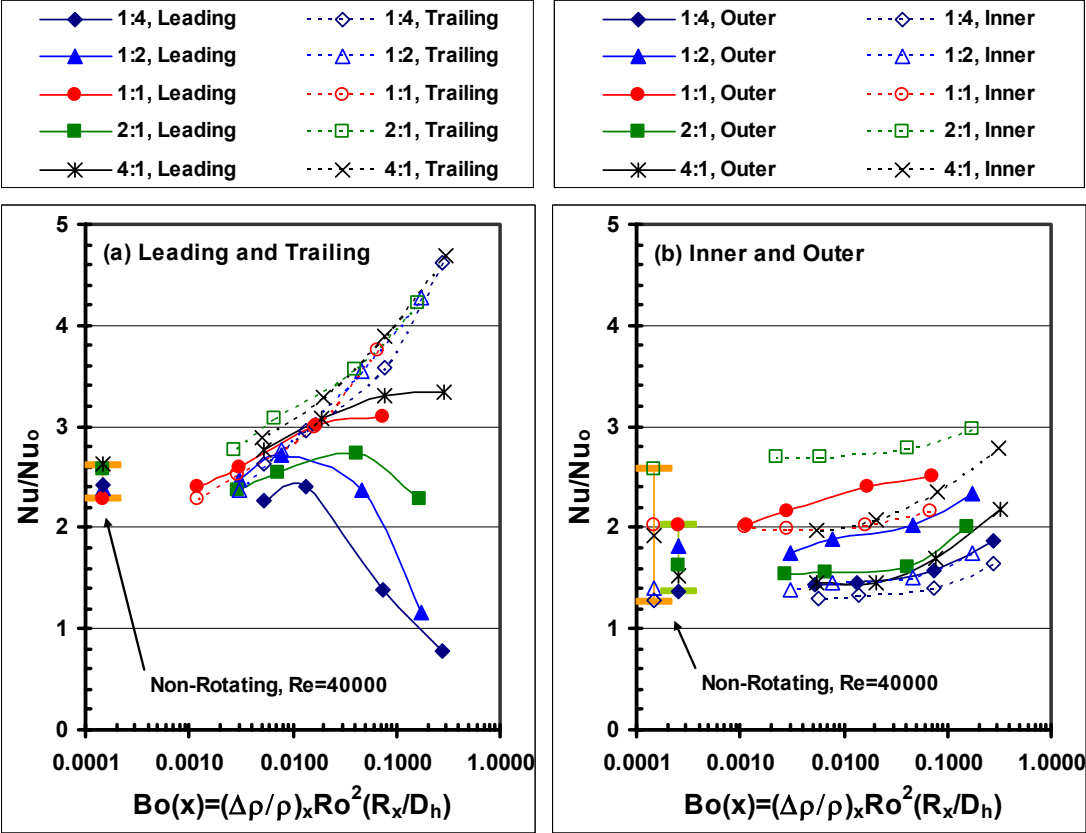 1:4, Leading 1:4, Trailing
1:2, Leading 1:2, Trailing
1:1, Leading 1:1, Trailing
2:1, Leading 2:1, Trailing
4:1, Leading 4:1, Trailing
1:4, Outer 1:4, Inner
1:2, Outer 1:2, Inner
1:1, Outer 1:1, Inner
2:1, Outer 2:1, Inner
4:1, Outer 4:1, Inner
(a) Leading and Trailing
Nu/Nuo
5
4
3
2
1
0
Non-Rotating, Re=40000
0.0001 0.0010 0.0100 0.1000 1.0000
Bo(x)=(Δρ/ρ)xRo²(Rx/Dh)
(b) Inner and Outer
Nu/Nuo
5
4
3
2
1
0
Non-Rotating, Re=40000
0.0001 0.0010 0.0100 0.1000 1.0000
Bo(x)=(Δρ/ρ)xRo²(Rx/Dh)